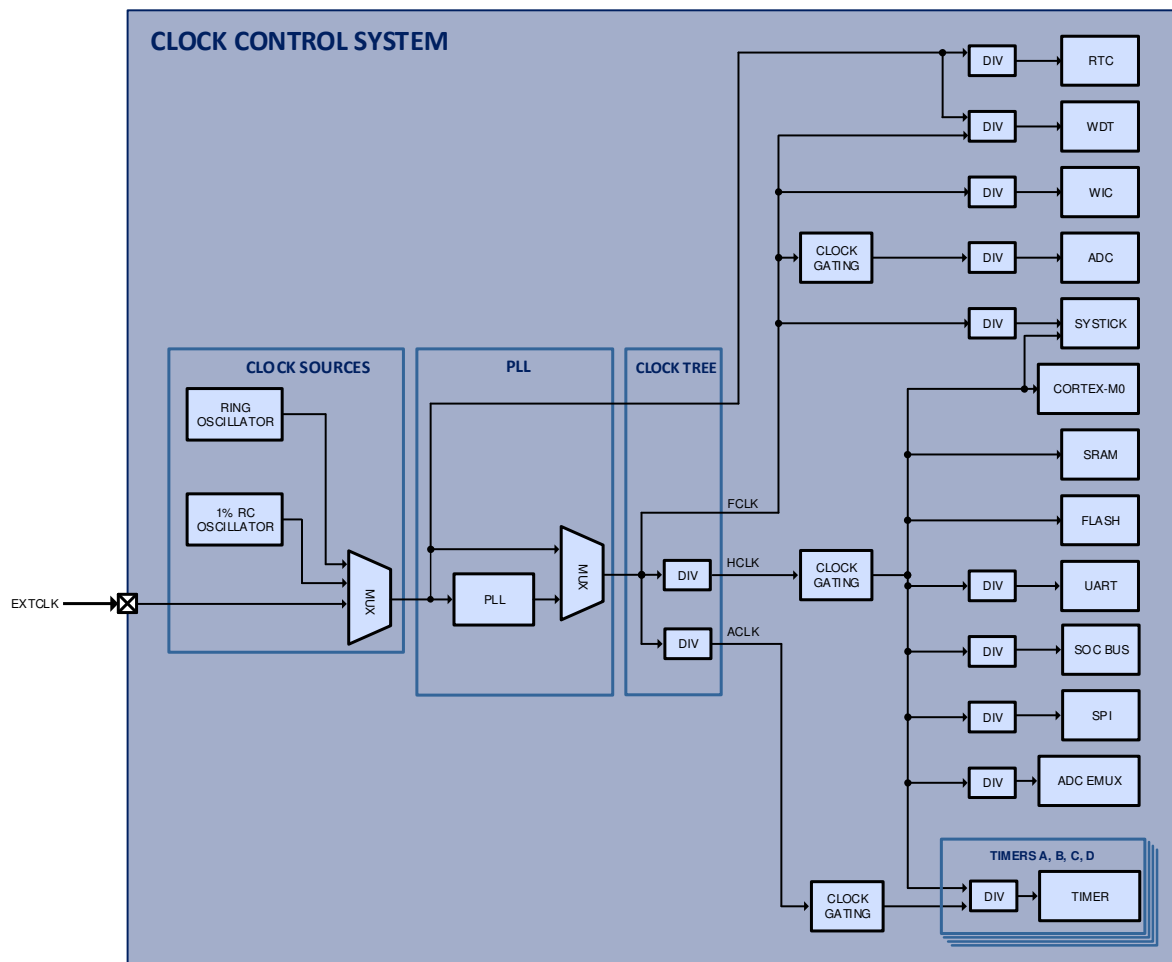 CLOCK CONTROL SYSTEM
DIV
RTC
DIV
WDT
DIV
WIC
CLOCK
GATING
DIV
ADC
DIV
SYSTICK
CLOCK SOURCES
PLL
CLOCK TREE
CORTEX-M0
RING
OSCILLATOR
SRAM
1% RC
OSCILLATOR
FCLK
FLASH
MUX
MUX
PLL
DIV
HCLK
CLOCK
GATING
DIV
UART
EXTCLK
DIV
ACLK
DIV
SOC BUS
DIV
SPI
DIV
ADC EMUX
TIMERS A, B, C, D
CLOCK
GATING
DIV
TIMER